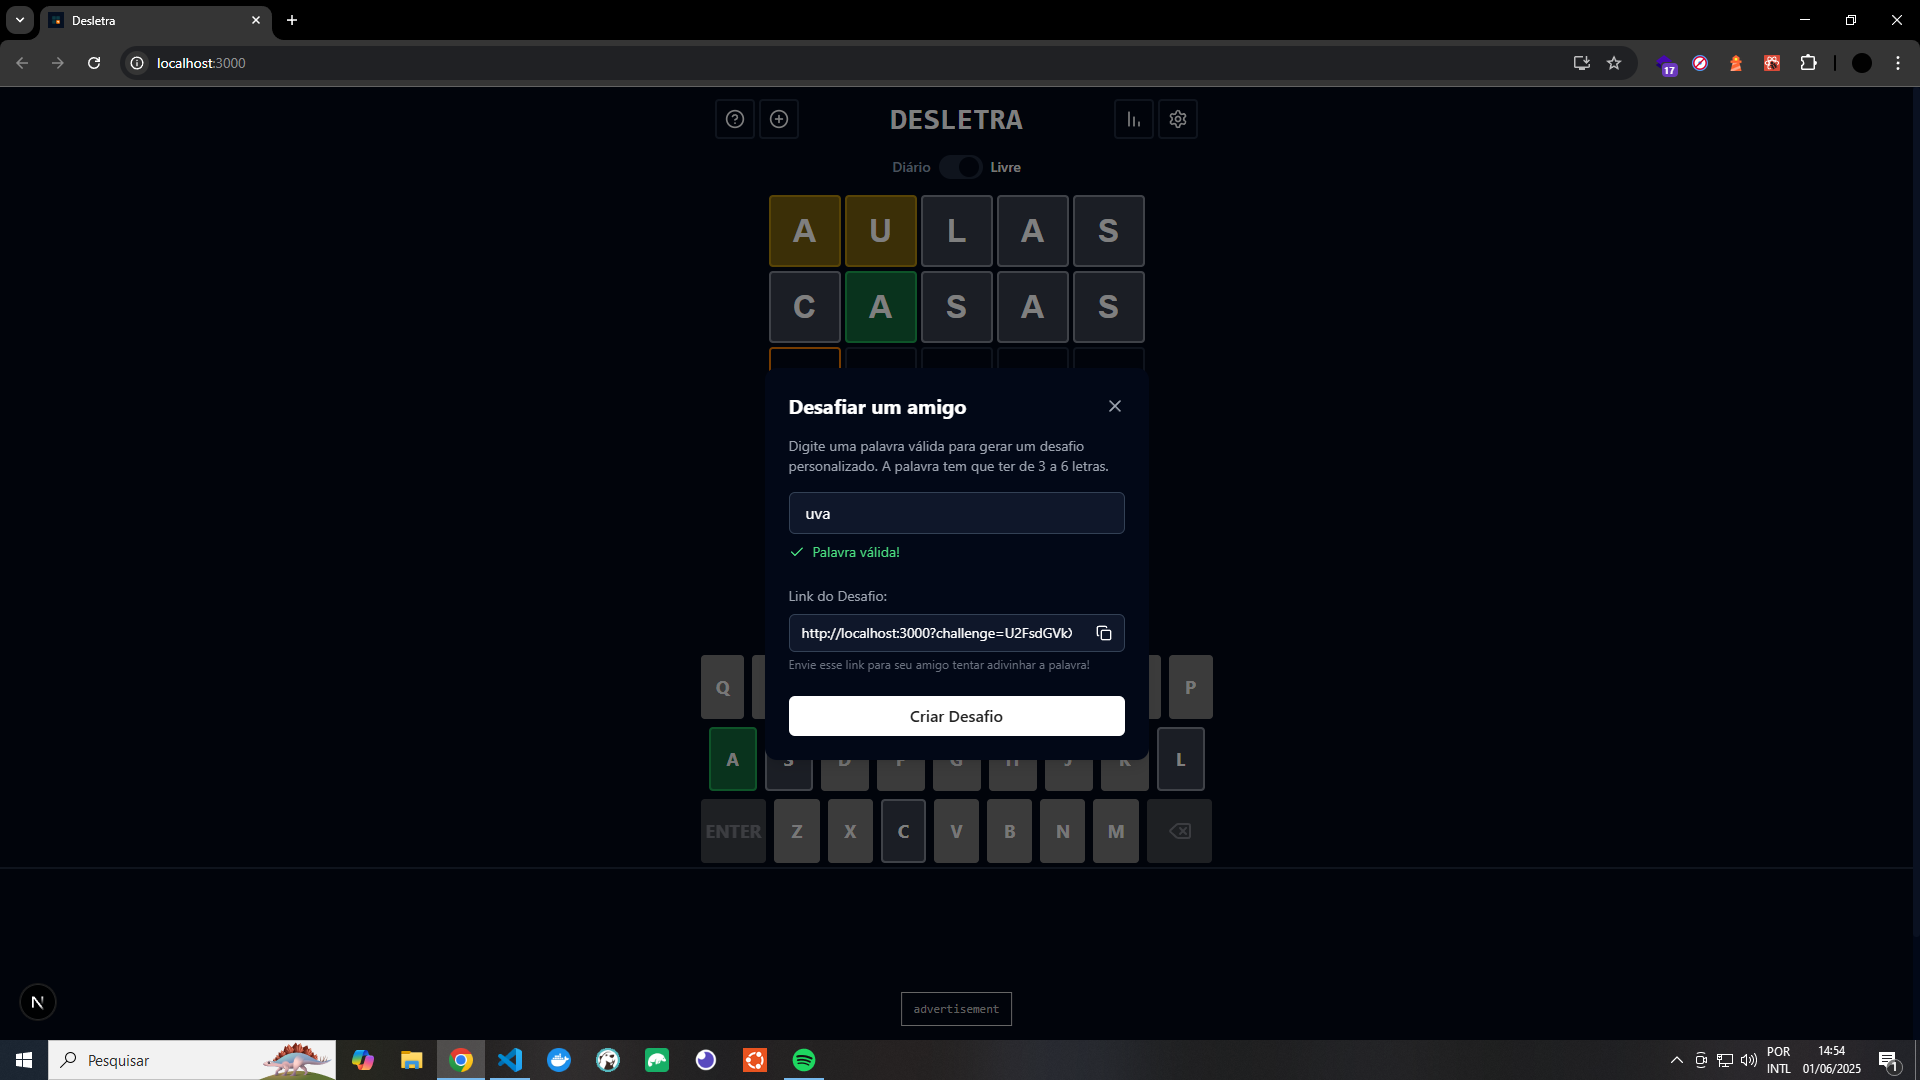 Desletra
localhost:3000
17
DESLETRA
Diário Livre
A U L A S
C A S A S
Desafiar um amigo
Digite uma palavra válida para gerar um desafio
personalizado. A palavra tem que ter de 3 a 6 letras.
uva
Palavra válida!
Link do Desafio:
http://localhost:3000?challenge=U2FsdGVkX
Envie esse link para seu amigo tentar adivinhar a palavra!
Criar Desafio
Q P
A S D F G H J K L
ENTER Z X C V B N M
N
advertisement
Pesquisar
POR
INTL
14:54
01/06/2025
1